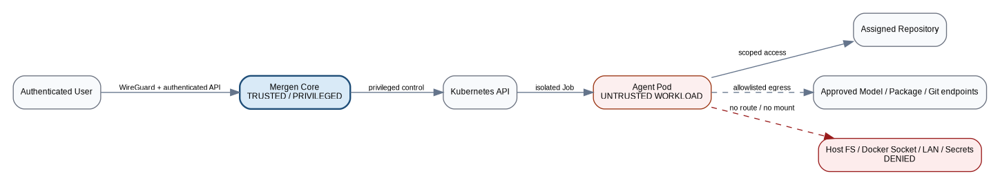 Authenticated User
WireGuard + authenticated API
Mergen Core
TRUSTED / PRIVILEGED
privileged control
Kubernetes API
isolated Job
Agent Pod
UNTRUSTED WORKLOAD
scoped access
Assigned Repository
allowlisted egress
Approved Model / Package / Git endpoints
no route / no mount
Host FS / Docker Socket / LAN / Secrets
DENIED